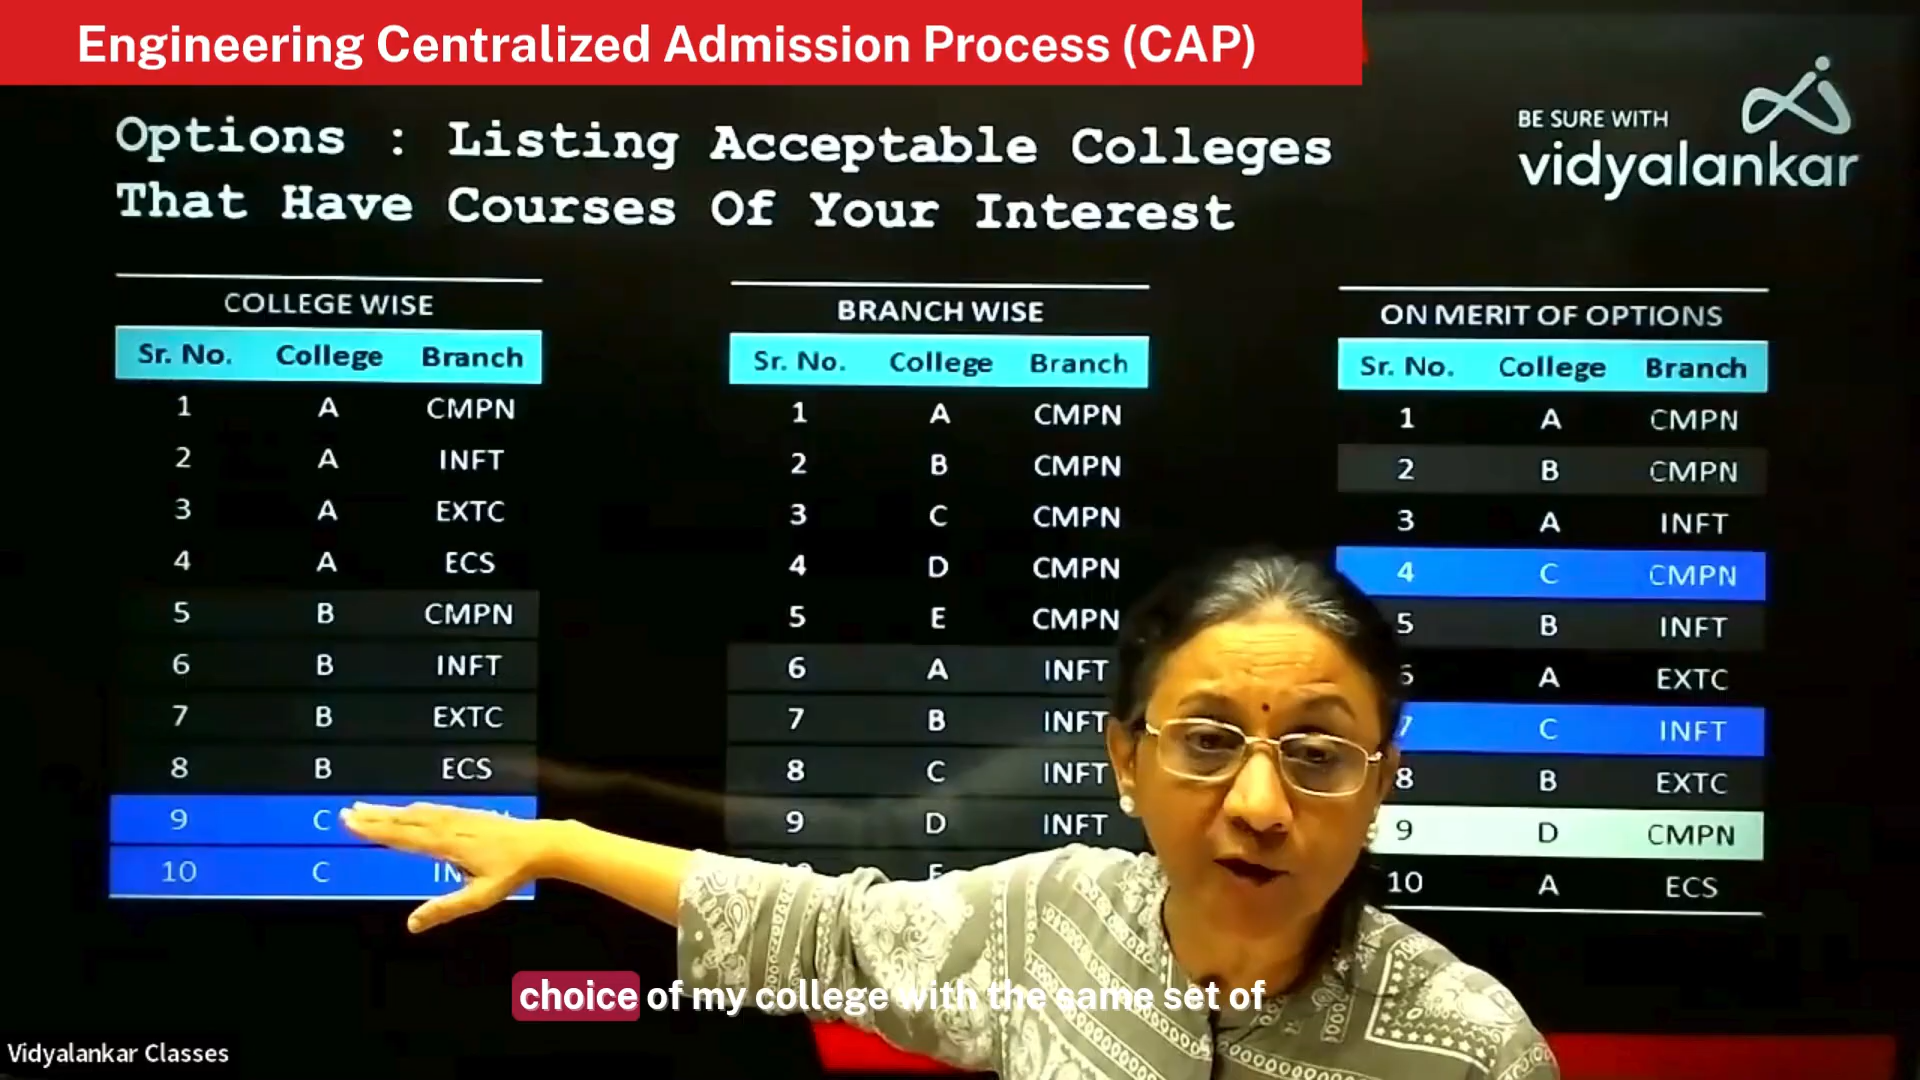 Engineering Centralized Admission Process (CAP)
BE SURE WITH
vidyalankar
Options : Listing Acceptable Colleges
That Have Courses Of Your Interest
COLLEGE WISE
Sr. No. College Branch
1 A CMPN
2 A INFT
3 A EXTC
4 A ECS
5 B CMPN
6 B INFT
7 B EXTC
8 B ECS
9 C
10 C
BRANCH WISE
Sr. No. College Branch
1 A CMPN
2 B CMPN
3 C CMPN
4 D CMPN
5 E CMPN
6 A INFT
7 B INFT
8 C INFT
9 D INFT
ON MERIT OF OPTIONS
Sr. No. College Branch
1 A CMPN
2 B CMPN
3 A INFT
4 C CMPN
5 B INFT
A EXTC
7 C INFT
8 B EXTC
9 D CMPN
10 A ECS
choice of my college with the same set of
Vidyalankar Classes